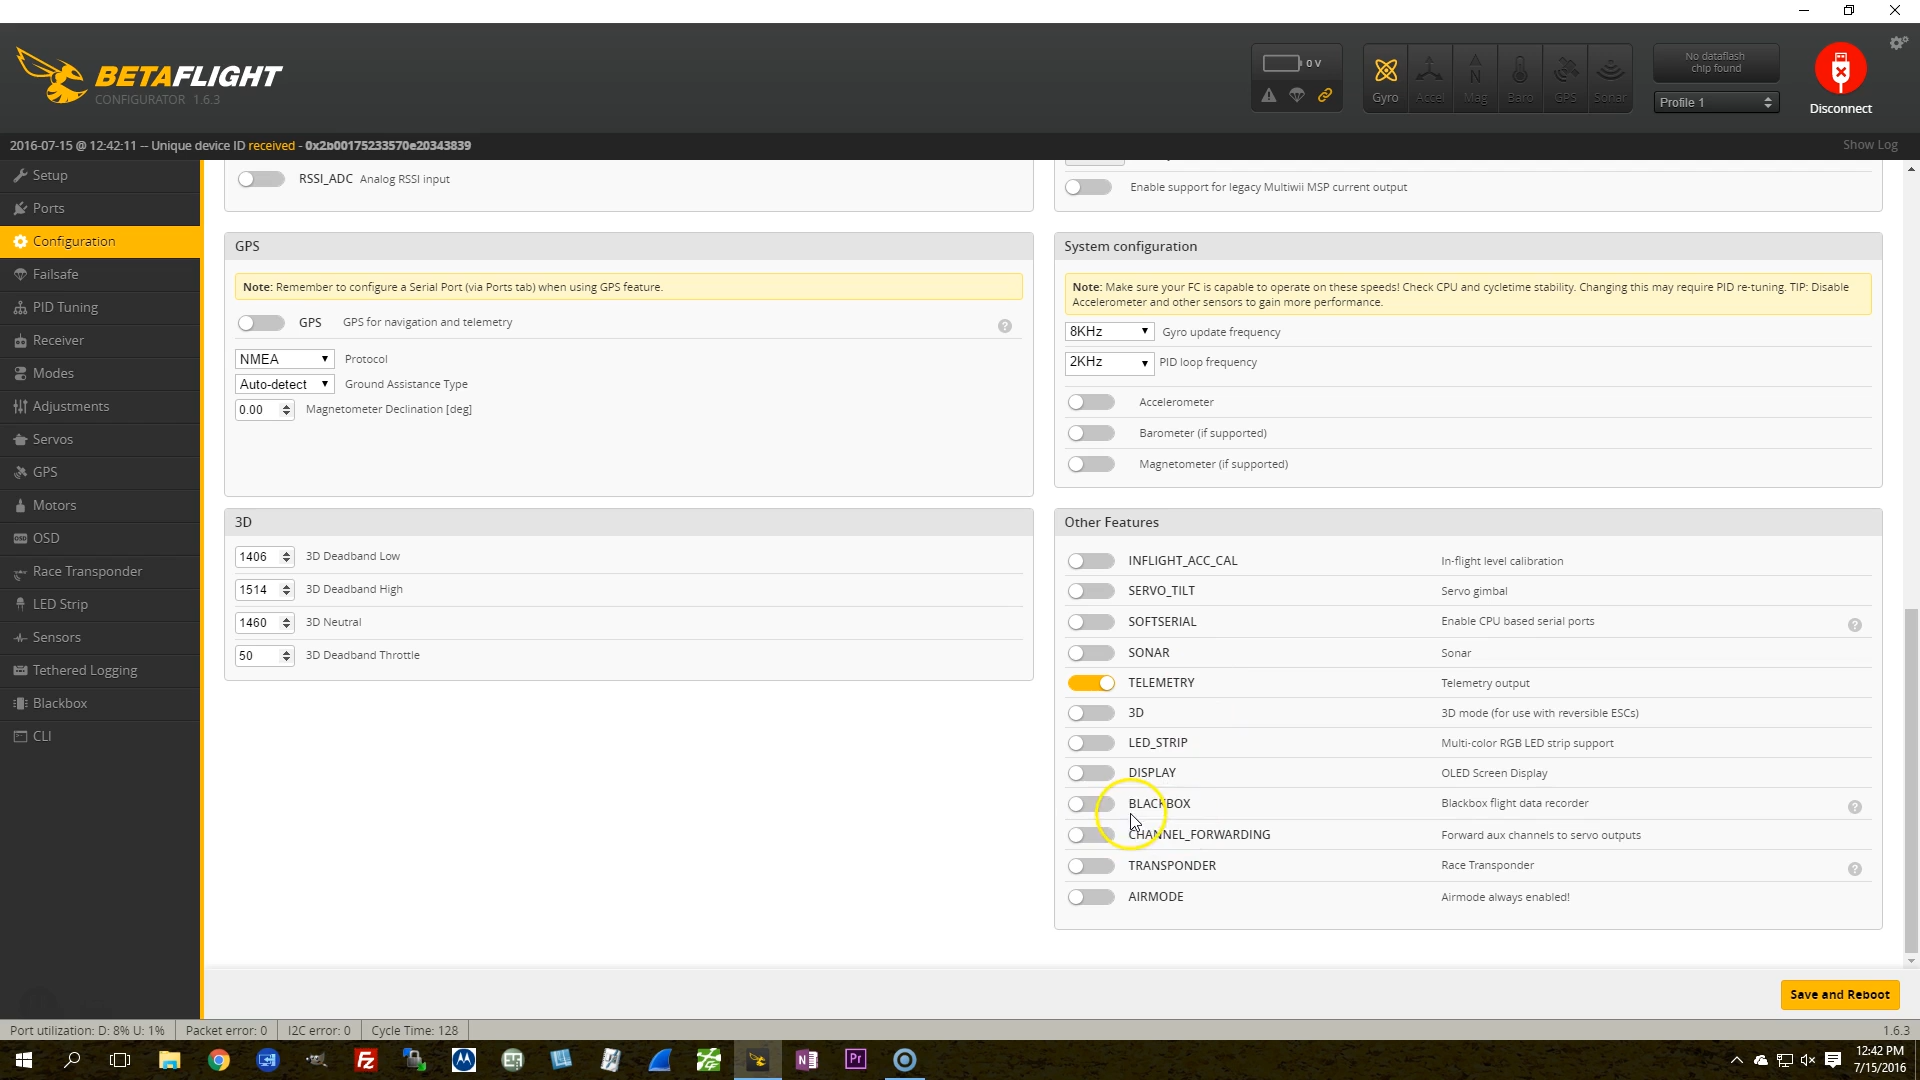 BETAFLIGHT
CONFIGURATOR 1.6.3
0 V
Gyro
Accel
Mag
Baro
GPS
Sonar
No dataflash
chip found
Profile 1
Disconnect
2016-07-15 @ 12:42:11 -- Unique device ID received - 0x2b00175233570e20343839
Show Log
Setup
Ports
Configuration
Failsafe
PID Tuning
Receiver
Modes
Adjustments
Servos
GPS
Motors
OSD
Race Transponder
LED Strip
Sensors
Tethered Logging
Blackbox
CLI
RSSI_ADC Analog RSSI input
Enable support for legacy Multiwii MSP current output
GPS
Note: Remember to configure a Serial Port (via Ports tab) when using GPS feature.
GPS GPS for navigation and telemetry ?
NMEA Protocol
Auto-detect Ground Assistance Type
0.00 Magnetometer Declination [deg]
System configuration
Note: Make sure your FC is capable to operate on these speeds! Check CPU and cycletime stability. Changing this may require PID re-tuning. TIP: Disable
Accelerometer and other sensors to gain more performance.
8KHz Gyro update frequency
2KHz PID loop frequency
Accelerometer
Barometer (if supported)
Magnetometer (if supported)
3D
1406 3D Deadband Low
1514 3D Deadband High
1460 3D Neutral
50 3D Deadband Throttle
Other Features
INFLIGHT_ACC_CAL In-flight level calibration
SERVO_TILT Servo gimbal
SOFTSERIAL Enable CPU based serial ports ?
SONAR Sonar
TELEMETRY Telemetry output
3D 3D mode (for use with reversible ESCs)
LED_STRIP Multi-color RGB LED strip support
DISPLAY OLED Screen Display
BLACKBOX Blackbox flight data recorder ?
CHANNEL_FORWARDING Forward aux channels to servo outputs
TRANSPONDER Race Transponder ?
AIRMODE Airmode always enabled!
Save and Reboot
Port utilization: D: 8% U: 1% Packet error: 0 I2C error: 0 Cycle Time: 128 1.6.3
12:42 PM
7/15/2016